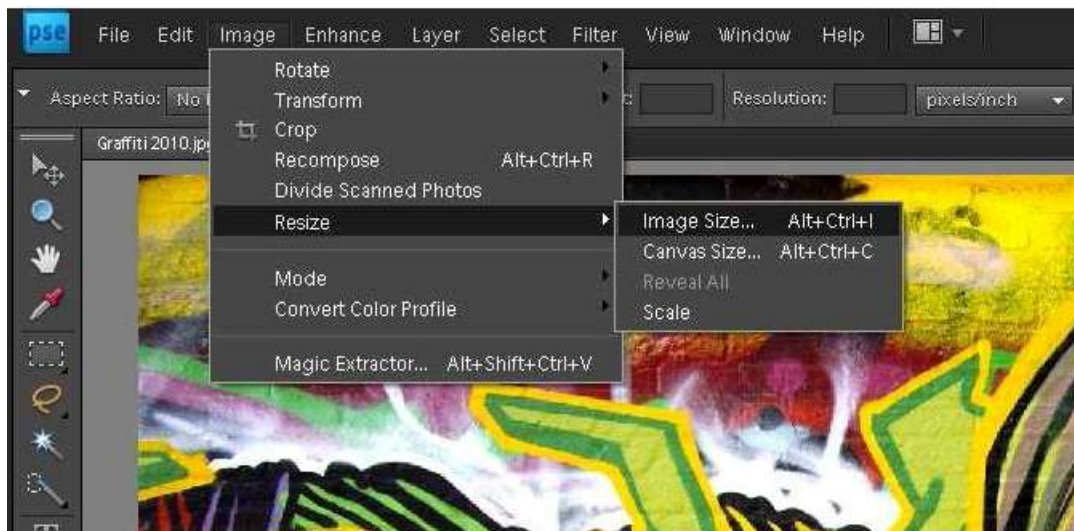 pse File Edit Image Enhance Layer Select Filter View Window Help
Aspect Ratio: No Resolution: pixels/inch
Graffiti 2010.jp
Rotate
Transform
Crop
Recompose Alt+Ctrl+R
Divide Scanned Photos
Resize
Mode
Convert Color Profile
Magic Extractor... Alt+Shift+Ctrl+V
Image Size... Alt+Ctrl+I
Canvas Size... Alt+Ctrl+C
Reveal All
Scale